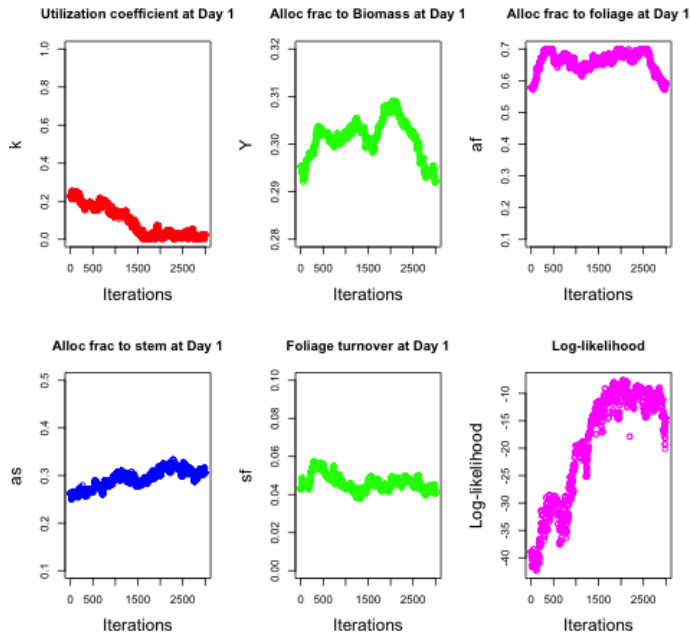 Utilization coefficient at Day 1
Alloc frac to Biomass at Day 1
Alloc frac to foliage at Day 1
k
0.0 0.2 0.4 0.6 0.8 1.0
0 500 1500 2500
Iterations
Y
0.28 0.29 0.30 0.31 0.32
0 500 1500 2500
Iterations
af
0.1 0.2 0.3 0.4 0.5 0.6 0.7
0 500 1500 2500
Iterations
Alloc frac to stem at Day 1
Foliage turnover at Day 1
Log-likelihood
as
0.1 0.2 0.3 0.4 0.5
0 500 1500 2500
Iterations
sf
0.00 0.02 0.04 0.06 0.08 0.10
0 500 1500 2500
Iterations
Log-likelihood
-40 -35 -30 -25 -20 -15 -10
0 500 1500 2500
Iterations